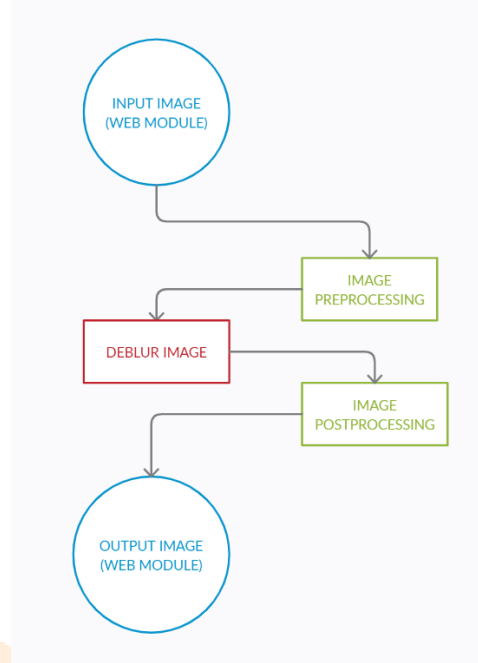 INPUT IMAGE
(WEB MODULE)
IMAGE
PREPROCESSING
DEBLUR IMAGE
IMAGE
POSTPROCESSING
OUTPUT IMAGE
(WEB MODULE)